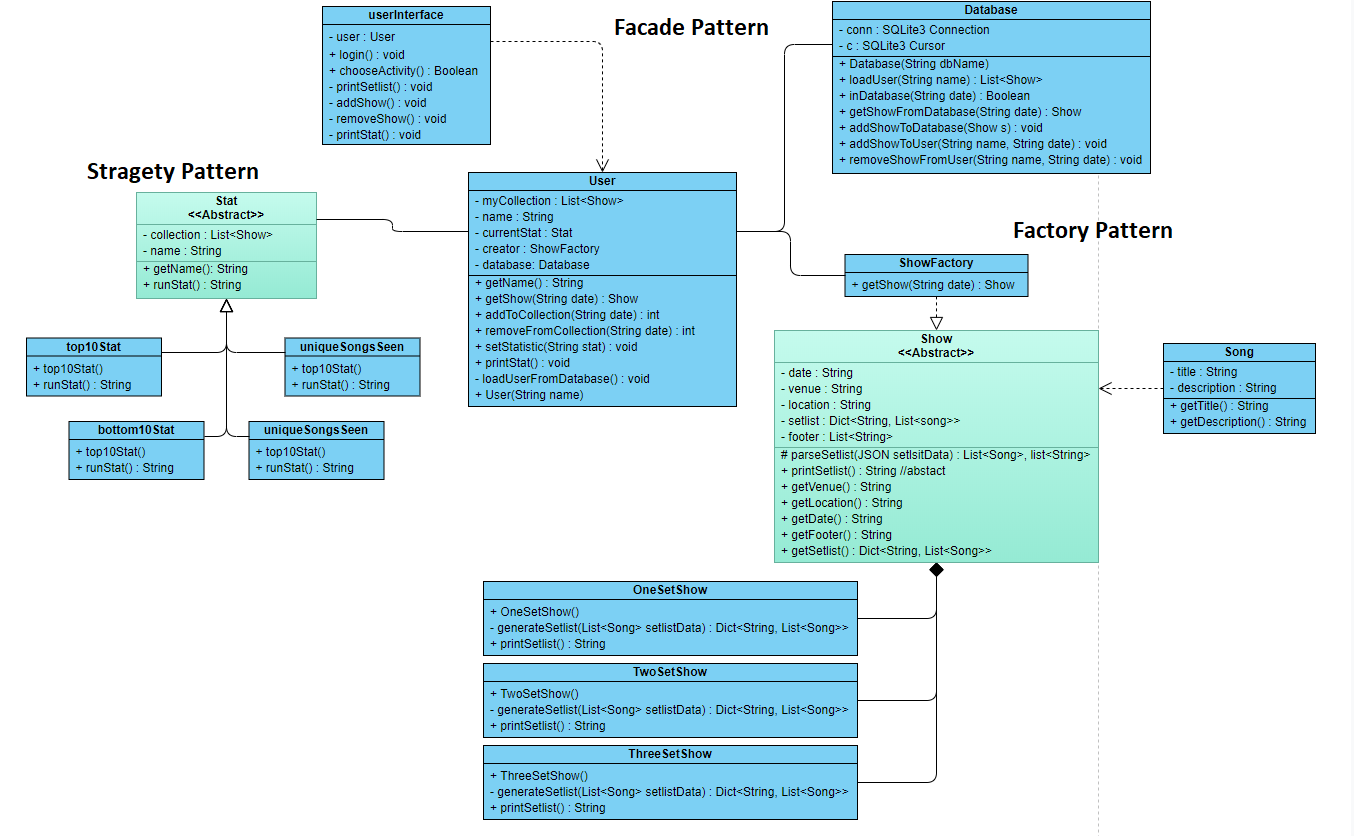 userInterface
- user : User
+ login() : void
+ chooseActivity() : Boolean
- printSetlist() : void
- addShow() : void
- removeShow() : void
- printStat() : void
Facade Pattern
Database
- conn : SQLite3 Connection
- c : SQLite3 Cursor
+ Database(String dbName)
+ loadUser(String name) : List<Show>
+ inDatabase(String date) : Boolean
+ getShowFromDatabase(String date) : Show
+ addShowToDatabase(Show s) : void
+ addShowToUser(String name, String date) : void
+ removeShowFromUser(String name, String date) : void
Stragety Pattern
Stat
<<Abstract>>
- collection : List<Show>
- name : String
+ getName(): String
+ runStat() : String
User
- myCollection : List<Show>
- name : String
- currentStat : Stat
- creator : ShowFactory
- database: Database
+ getName() : String
+ getShow(String date) : Show
+ addToCollection(String date) : int
+ removeFromCollection(String date) : int
+ setStatistic(String stat) : void
+ printStat() : void
- loadUserFromDatabase() : void
+ User(String name)
Factory Pattern
ShowFactory
+ getShow(String date) : Show
top10Stat
+ top10Stat()
+ runStat() : String
uniqueSongsSeen
+ top10Stat()
+ runStat() : String
bottom10Stat
+ top10Stat()
+ runStat() : String
uniqueSongsSeen
+ top10Stat()
+ runStat() : String
Show
<<Abstract>>
- date : String
- venue : String
- location : String
- setlist : Dict<String, List<song>>
- footer : List<String>
# parseSetlist(JSON setlsitData) : List<Song>, list<String>
+ printSetlist() : String //abstact
+ getVenue() : String
+ getLocation() : String
+ getDate() : String
+ getFooter() : String
+ getSetlist() : Dict<String, List<Song>>
Song
- title : String
- description : String
+ getTitle() : String
+ getDescription() : String
OneSetShow
+ OneSetShow()
- generateSetlist(List<Song> setlistData) : Dict<String, List<Song>>
+ printSetlist() : String
TwoSetShow
+ TwoSetShow()
- generateSetlist(List<Song> setlistData) : Dict<String, List<Song>>
+ printSetlist() : String
ThreeSetShow
+ ThreeSetShow()
- generateSetlist(List<Song> setlistData) : Dict<String, List<Song>>
+ printSetlist() : String